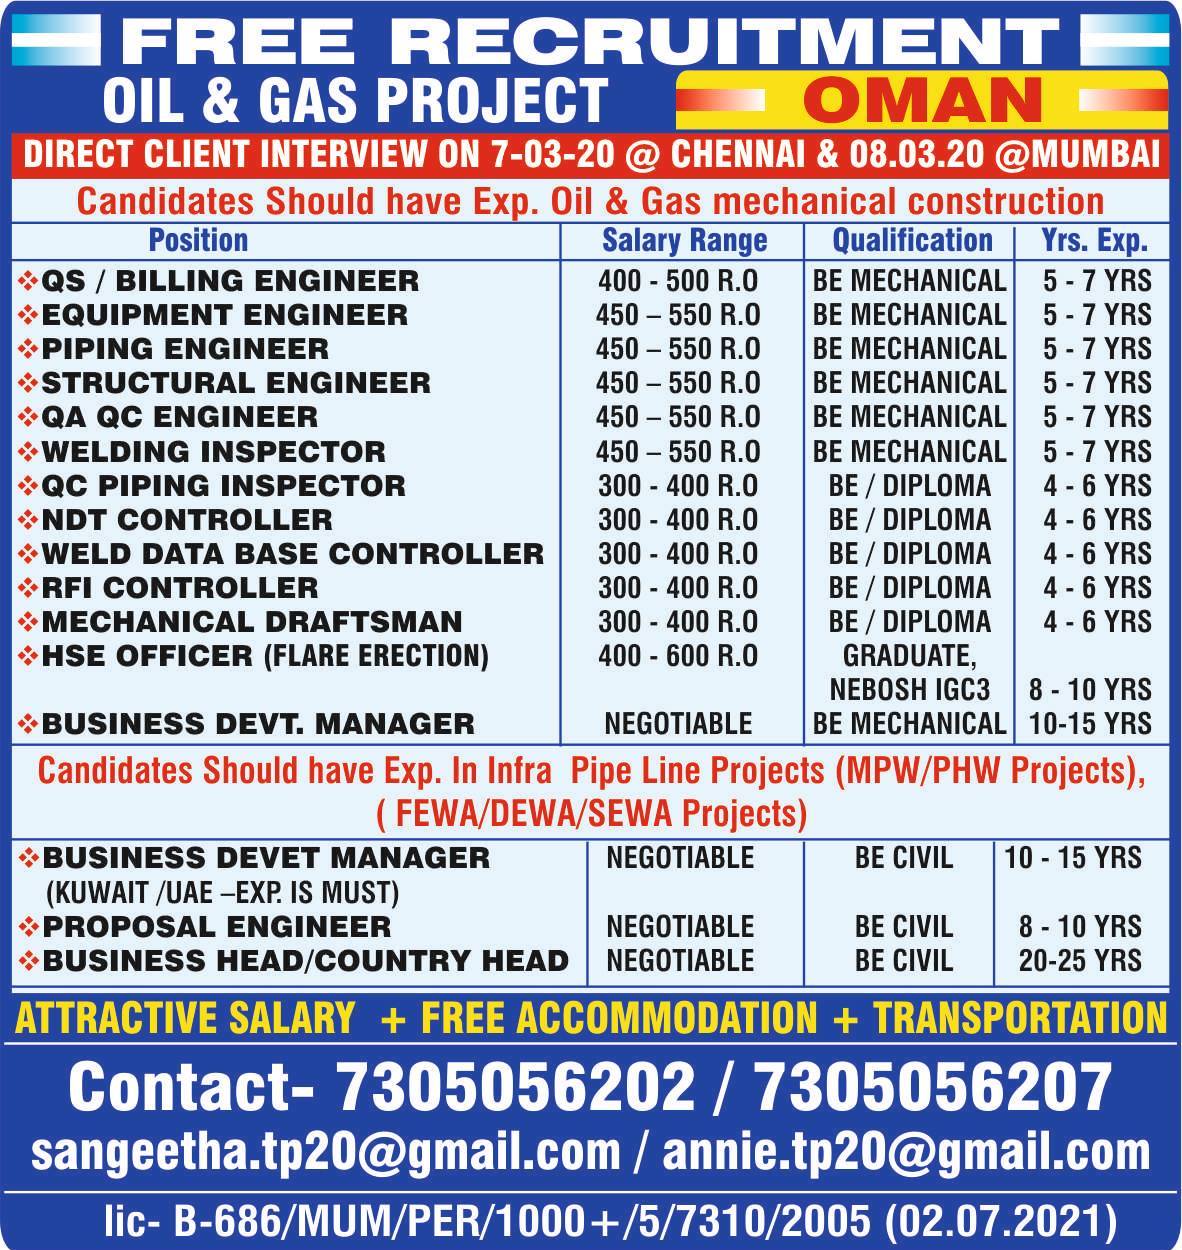 FREE RECRUITMENT
OIL & GAS PROJECT OMAN
DIRECT CLIENT INTERVIEW ON 7-03-20 @ CHENNAI & 08.03.20 @MUMBAI
Candidates Should have Exp. Oil & Gas mechanical construction
Position Salary Range Qualification Yrs. Exp.
❖QS / BILLING ENGINEER 400 - 500 R.O BE MECHANICAL 5 - 7 YRS
❖EQUIPMENT ENGINEER 450 – 550 R.O BE MECHANICAL 5 - 7 YRS
❖PIPING ENGINEER 450 – 550 R.O BE MECHANICAL 5 - 7 YRS
❖STRUCTURAL ENGINEER 450 – 550 R.O BE MECHANICAL 5 - 7 YRS
❖QA QC ENGINEER 450 – 550 R.O BE MECHANICAL 5 - 7 YRS
❖WELDING INSPECTOR 450 – 550 R.O BE MECHANICAL 5 - 7 YRS
❖QC PIPING INSPECTOR 300 - 400 R.O BE / DIPLOMA 4 - 6 YRS
❖NDT CONTROLLER 300 - 400 R.O BE / DIPLOMA 4 - 6 YRS
❖WELD DATA BASE CONTROLLER 300 - 400 R.O BE / DIPLOMA 4 - 6 YRS
❖RFI CONTROLLER 300 - 400 R.O BE / DIPLOMA 4 - 6 YRS
❖MECHANICAL DRAFTSMAN 300 - 400 R.O BE / DIPLOMA 4 - 6 YRS
❖HSE OFFICER (FLARE ERECTION) 400 - 600 R.O GRADUATE,
NEBOSH IGC3 8 - 10 YRS
❖BUSINESS DEVT. MANAGER NEGOTIABLE BE MECHANICAL 10-15 YRS
Candidates Should have Exp. In Infra Pipe Line Projects (MPW/PHW Projects),
( FEWA/DEWA/SEWA Projects)
❖BUSINESS DEVET MANAGER NEGOTIABLE BE CIVIL 10 - 15 YRS
(KUWAIT /UAE –EXP. IS MUST)
❖PROPOSAL ENGINEER NEGOTIABLE BE CIVIL 8 - 10 YRS
❖BUSINESS HEAD/COUNTRY HEAD NEGOTIABLE BE CIVIL 20-25 YRS
ATTRACTIVE SALARY + FREE ACCOMMODATION + TRANSPORTATION
Contact- 7305056202 / 7305056207
sangeetha.tp20@gmail.com / annie.tp20@gmail.com
lic- B-686/MUM/PER/1000+/5/7310/2005 (02.07.2021)